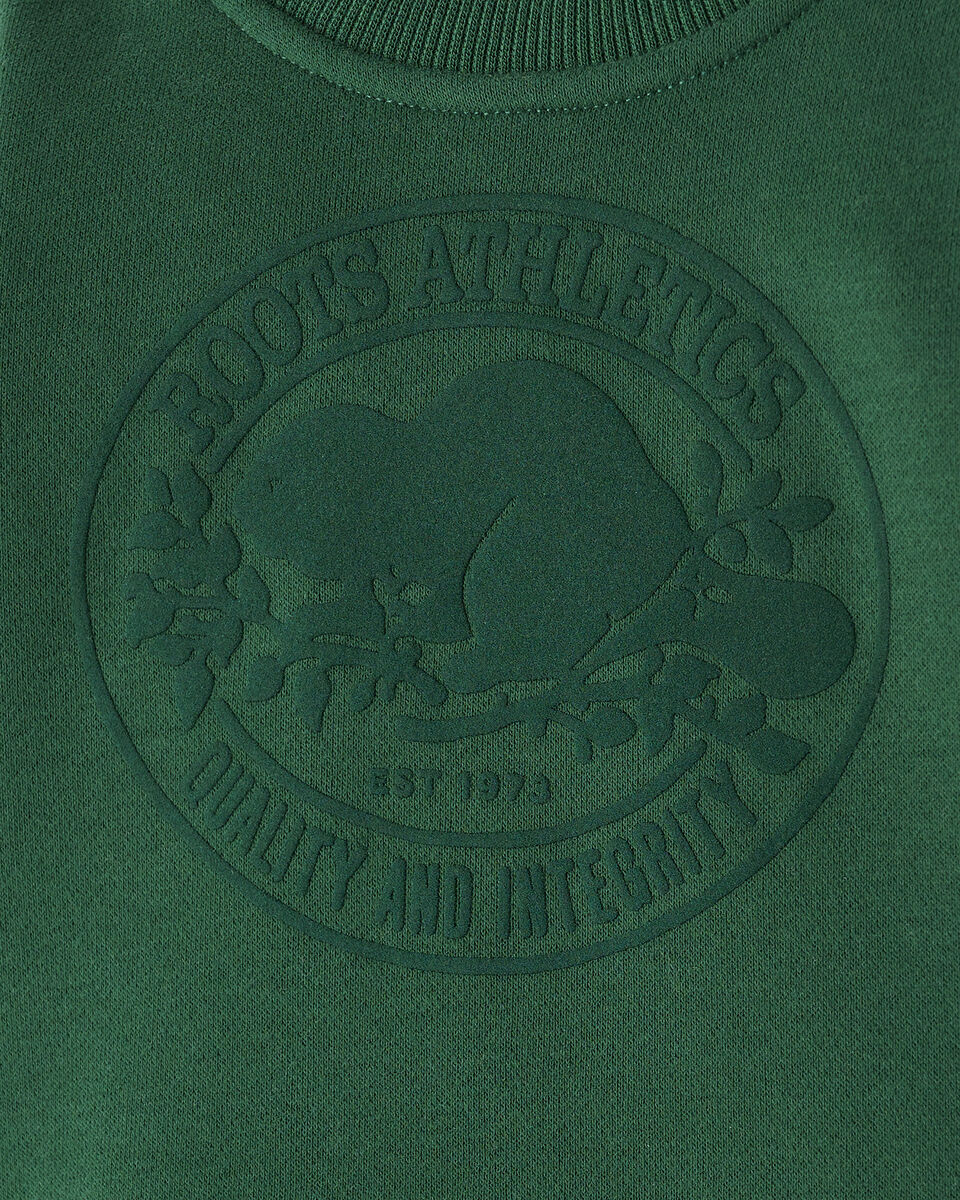 ROOTS ATHLETICS
EST 1973
QUALITY AND INTEGRITY